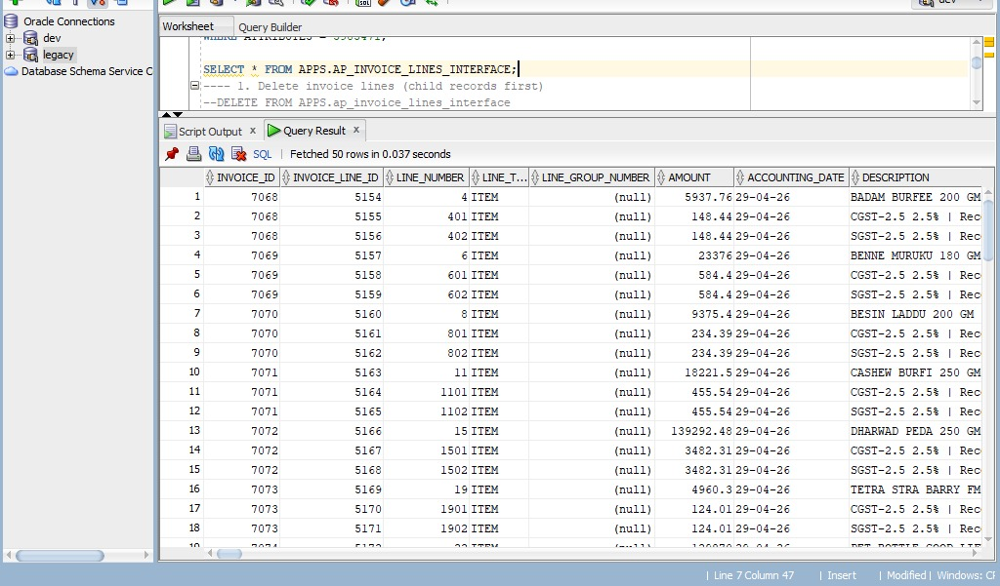 dev
Oracle Connections
dev
legacy
Database Schema Service C
Worksheet Query Builder
SELECT * FROM APPS.AP_INVOICE_LINES_INTERFACE;
---- 1. Delete invoice lines (child records first)
--DELETE FROM APPS.ap_invoice_lines_interface
Script Output x Query Result x
SQL | Fetched 50 rows in 0.037 seconds
INVOICE_ID INVOICE_LINE_ID LINE_NUMBER LINE_T... LINE_GROUP_NUMBER AMOUNT ACCOUNTING_DATE DESCRIPTION
1 7068 5154 4 ITEM (null) 5937.76 29-04-26 BADAM BURFEE 200 GM
2 7068 5155 401 ITEM (null) 148.44 29-04-26 CGST-2.5 2.5% | Rec
3 7068 5156 402 ITEM (null) 148.44 29-04-26 SGST-2.5 2.5% | Rec
4 7069 5157 6 ITEM (null) 23376 29-04-26 BENNE MURUKU 180 GM
5 7069 5158 601 ITEM (null) 584.4 29-04-26 CGST-2.5 2.5% | Rec
6 7069 5159 602 ITEM (null) 584.4 29-04-26 SGST-2.5 2.5% | Rec
7 7070 5160 8 ITEM (null) 9375.4 29-04-26 BESIN LADDU 200 GM
8 7070 5161 801 ITEM (null) 234.39 29-04-26 CGST-2.5 2.5% | Rec
9 7070 5162 802 ITEM (null) 234.39 29-04-26 SGST-2.5 2.5% | Rec
10 7071 5163 11 ITEM (null) 18221.5 29-04-26 CASHEW BURFI 250 GM
11 7071 5164 1101 ITEM (null) 455.54 29-04-26 CGST-2.5 2.5% | Rec
12 7071 5165 1102 ITEM (null) 455.54 29-04-26 SGST-2.5 2.5% | Rec
13 7072 5166 15 ITEM (null) 139292.48 29-04-26 DHARWAD PEDA 250 GM
14 7072 5167 1501 ITEM (null) 3482.31 29-04-26 CGST-2.5 2.5% | Rec
15 7072 5168 1502 ITEM (null) 3482.31 29-04-26 SGST-2.5 2.5% | Rec
16 7073 5169 19 ITEM (null) 4960.3 29-04-26 TETRA STRA BARRY FM
17 7073 5170 1901 ITEM (null) 124.01 29-04-26 CGST-2.5 2.5% | Rec
18 7073 5171 1902 ITEM (null) 124.01 29-04-26 SGST-2.5 2.5% | Rec
| Line 7 Column 47 | Insert | Modified | Windows: CR